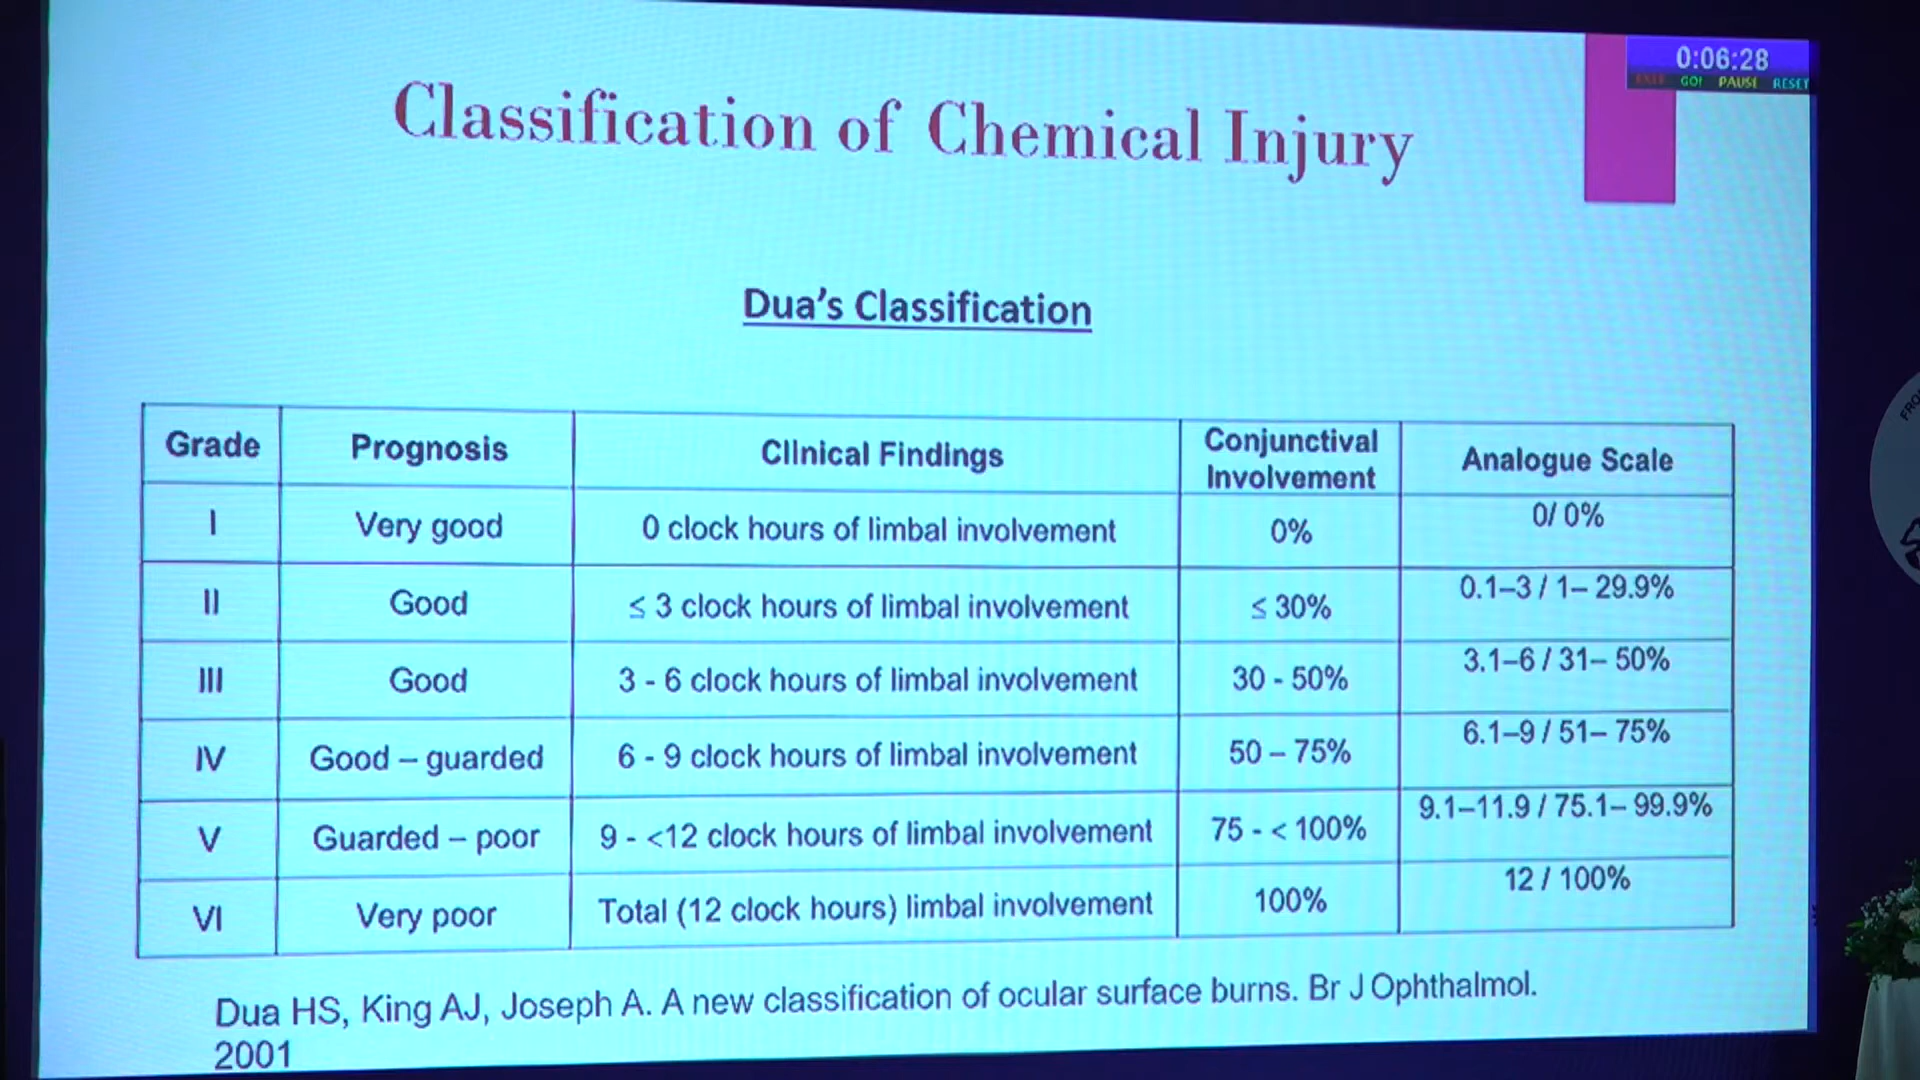 0:06:28
EXIT GO! PAUSE RESET
Classification of Chemical Injury
Dua's Classification
Grade Prognosis Clinical Findings Conjunctival Involvement Analogue Scale
I Very good 0 clock hours of limbal involvement 0% 0/ 0%
II Good ≤ 3 clock hours of limbal involvement ≤ 30% 0.1–3 / 1– 29.9%
III Good 3 - 6 clock hours of limbal involvement 30 - 50% 3.1–6 / 31– 50%
IV Good – guarded 6 - 9 clock hours of limbal involvement 50 – 75% 6.1–9 / 51– 75%
V Guarded – poor 9 - <12 clock hours of limbal involvement 75 - < 100% 9.1–11.9 / 75.1– 99.9%
VI Very poor Total (12 clock hours) limbal involvement 100% 12 / 100%
Dua HS, King AJ, Joseph A. A new classification of ocular surface burns. Br J Ophthalmol.
2001